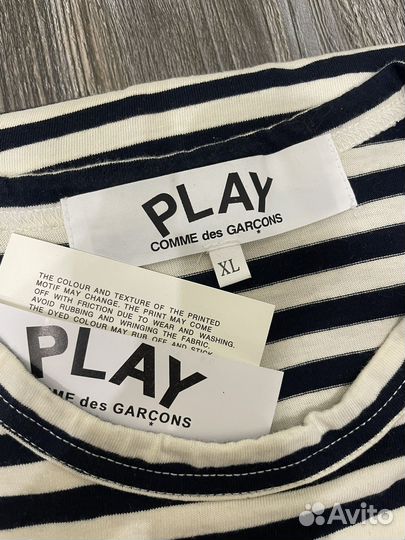 PLAY
COMME des GARÇONS
XL
THE COLOUR AND TEXTURE OF THE PRINTED
MOTIF MAY CHANGE. THE PRINT MAY COME
OFF WITH FRICTION DUE TO WEAR AND WASHING.
AVOID RUBBING AND WRINGING THE FABRIC.
THE DYED COLOUR MAY RUB OFF AND STICK
PLAY
OMME des GARÇONS
Avito